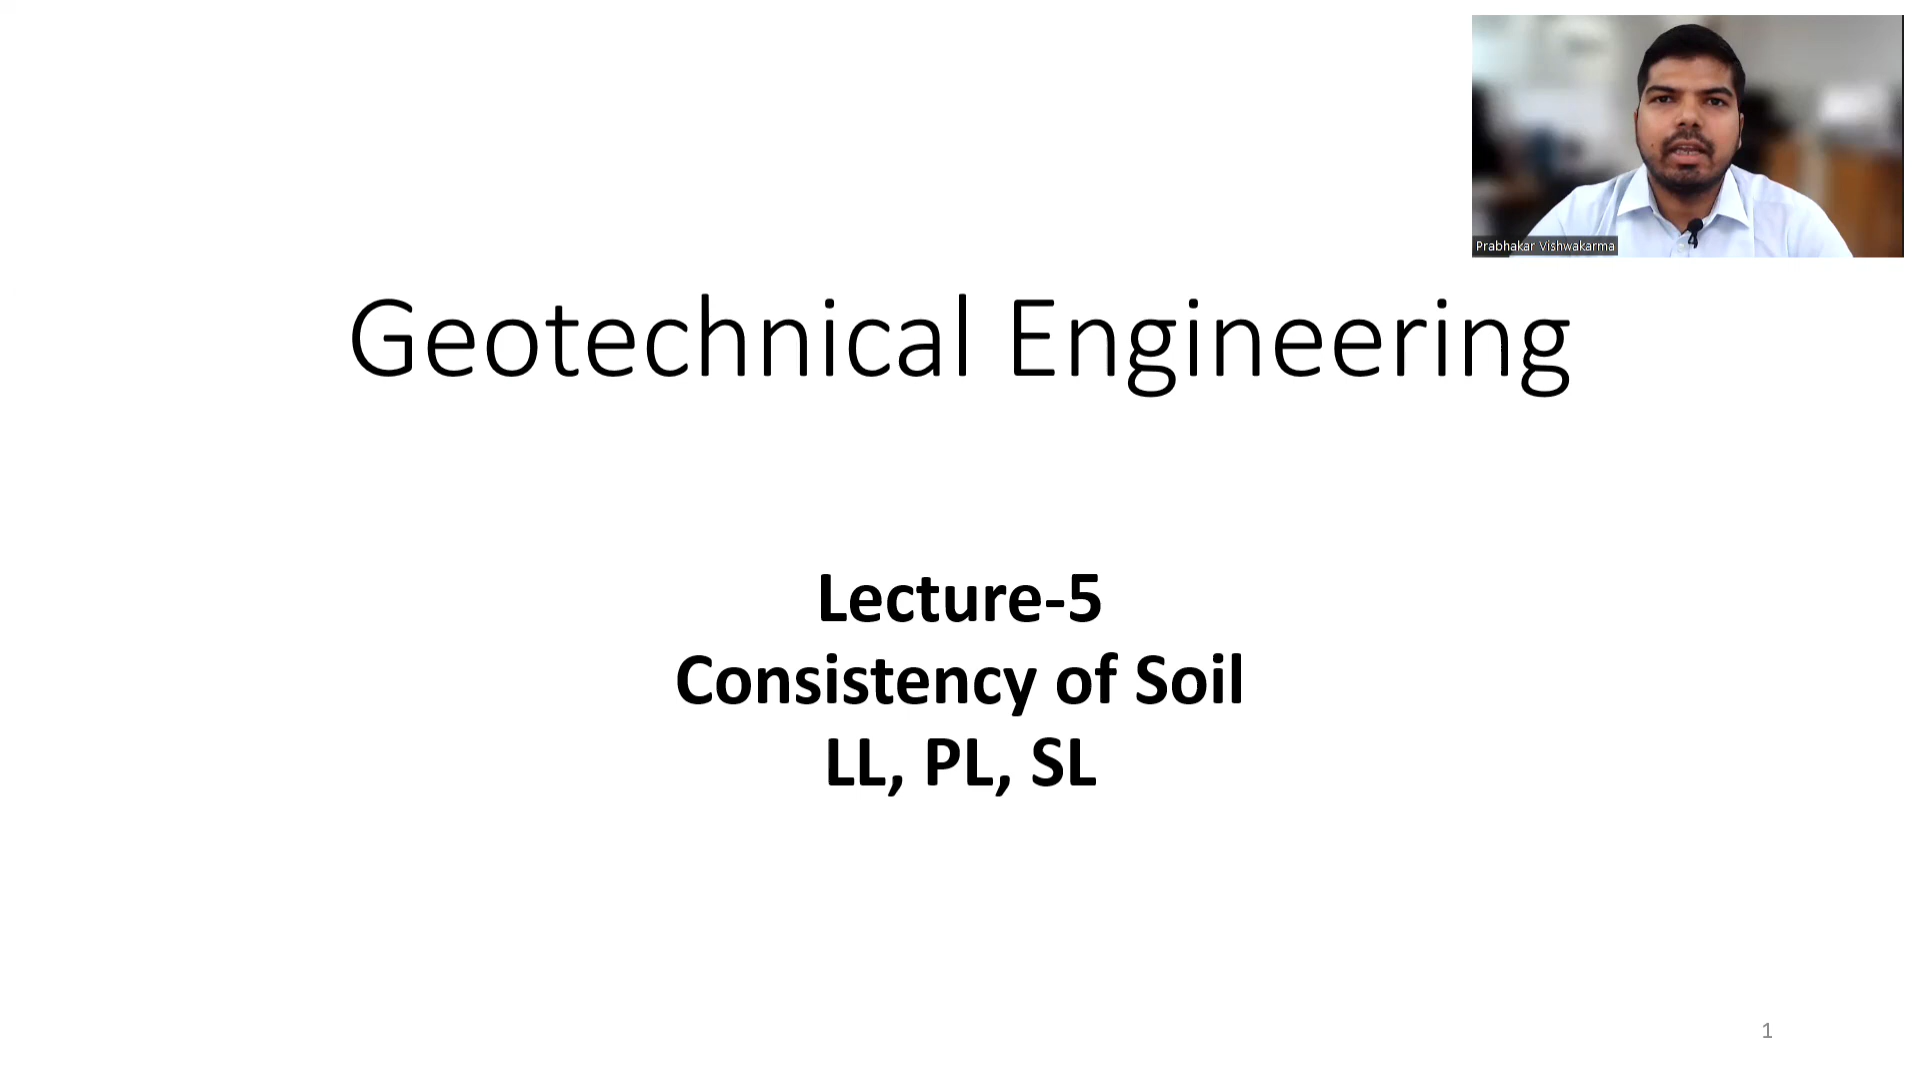 Prabhakar Vishwakarma
Geotechnical Engineering
Lecture-5
Consistency of Soil
LL, PL, SL
1